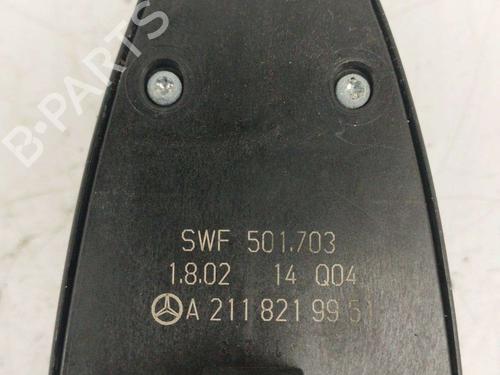 B-PARTS
SWF 501.703
1.8.02 14 Q04
A 211 821 99 51